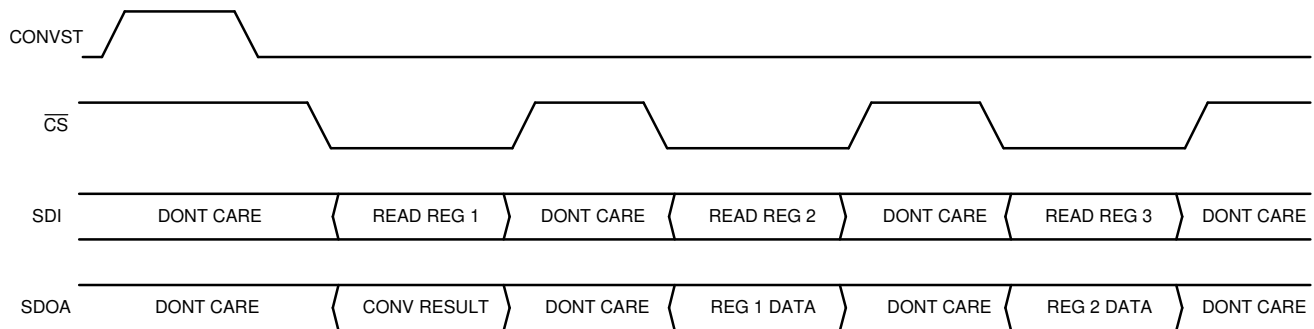 CONVST
CS
SDI DONT CARE READ REG 1 DONT CARE READ REG 2 DONT CARE READ REG 3 DONT CARE
SDOA DONT CARE CONV RESULT DONT CARE REG 1 DATA DONT CARE REG 2 DATA DONT CARE